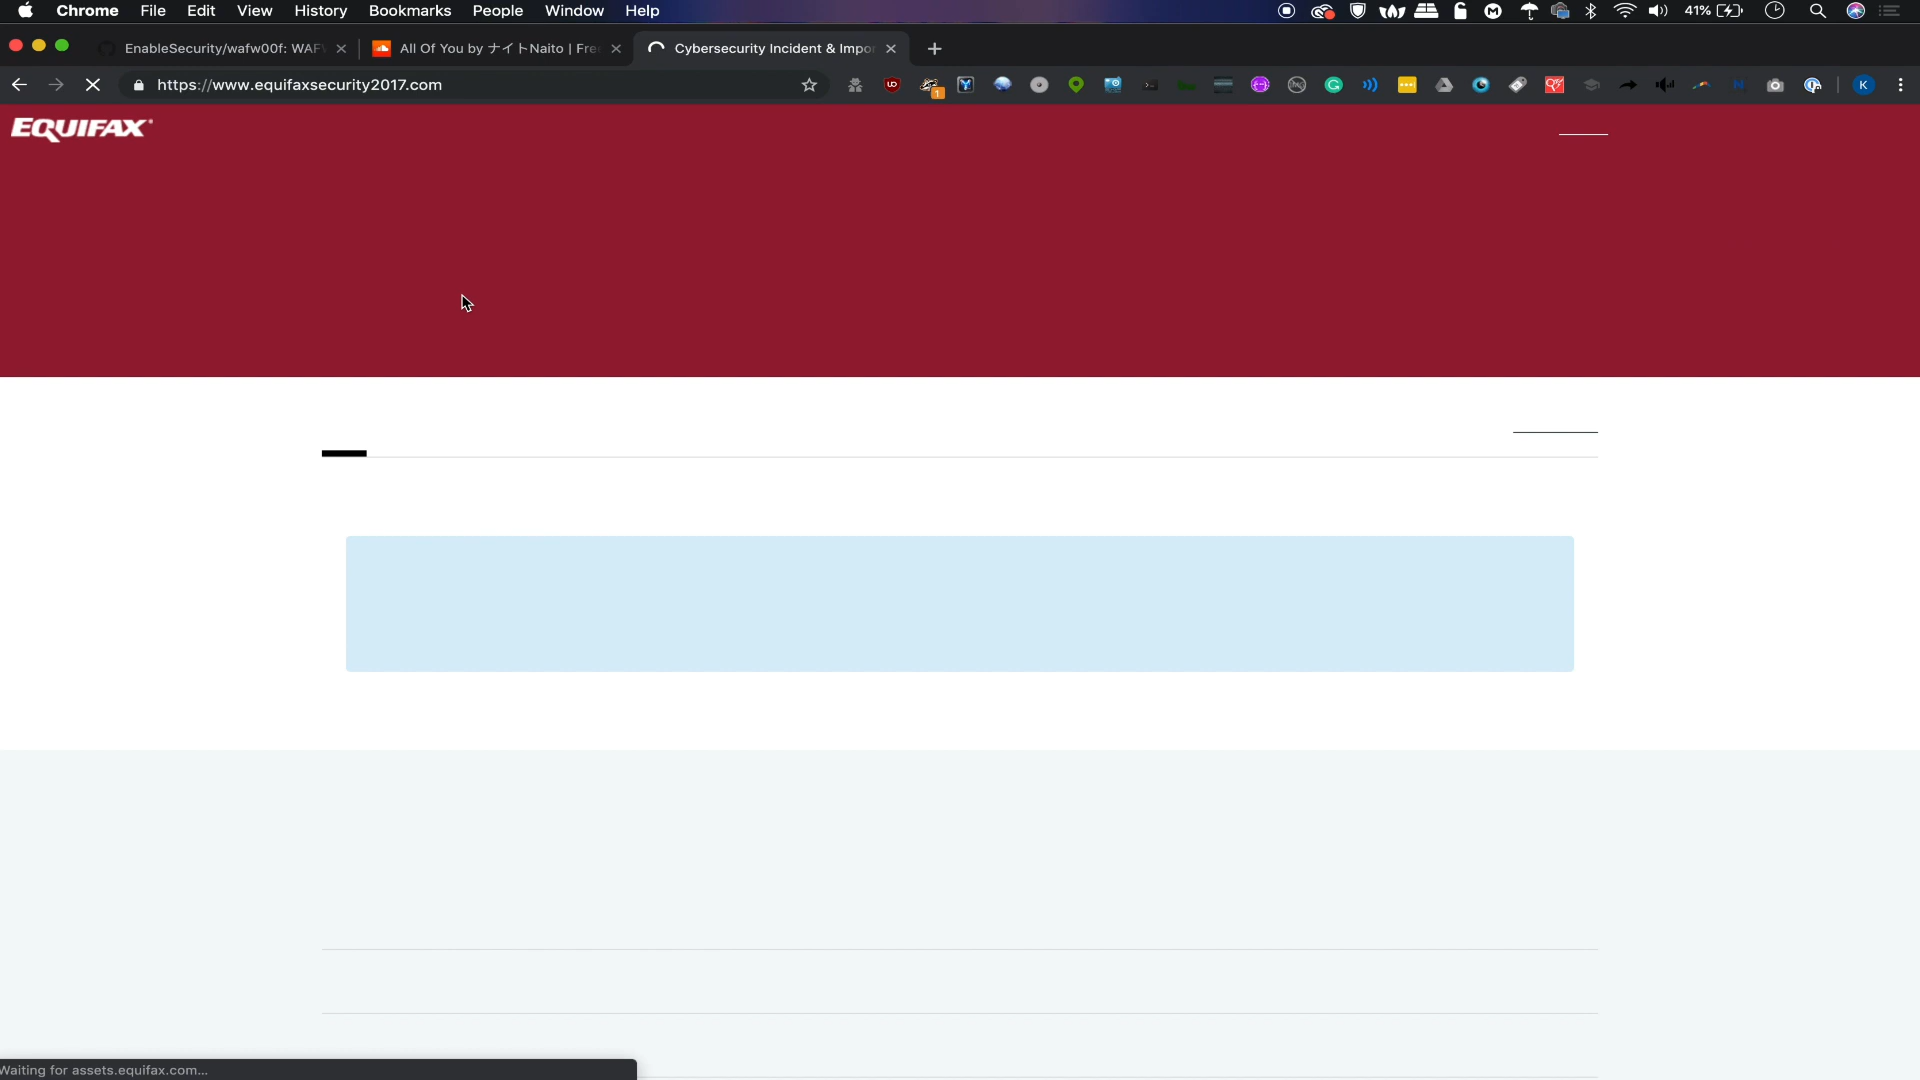 Chrome File Edit View History Bookmarks People Window Help 41%
EnableSecurity/wafw00f: WAF
All Of You by ナイトNaito | Fre
Cybersecurity Incident & Impor
https://www.equifaxsecurity2017.com
1
K
EQUIFAX
Waiting for assets.equifax.com...